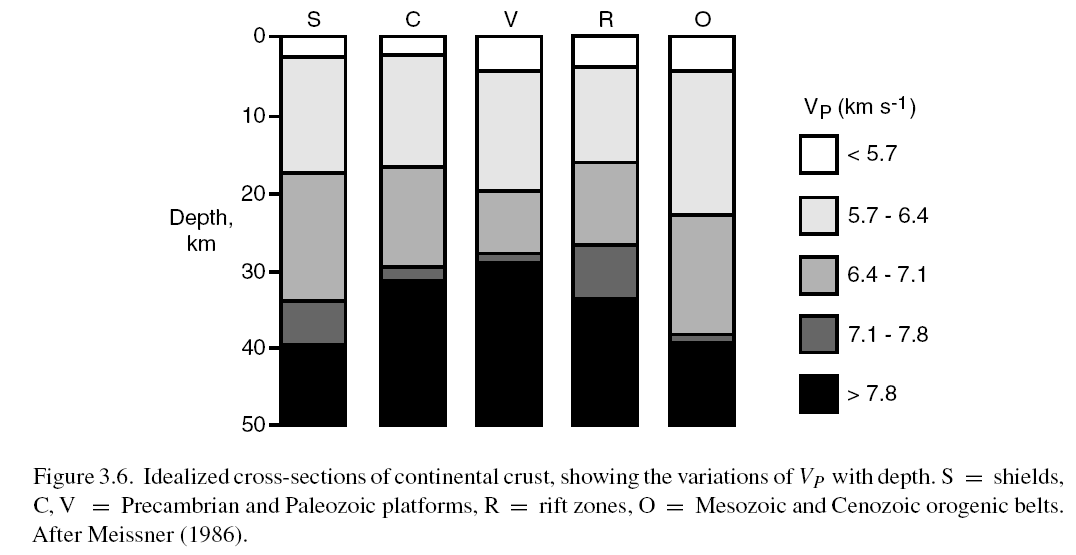 S C V R O
0
10
20
30
40
50
Depth,
km
VP (km s-1)
< 5.7
5.7 - 6.4
6.4 - 7.1
7.1 - 7.8
> 7.8
Figure 3.6. Idealized cross-sections of continental crust, showing the variations of VP with depth. S = shields,
C, V = Precambrian and Paleozoic platforms, R = rift zones, O = Mesozoic and Cenozoic orogenic belts.
After Meissner (1986).